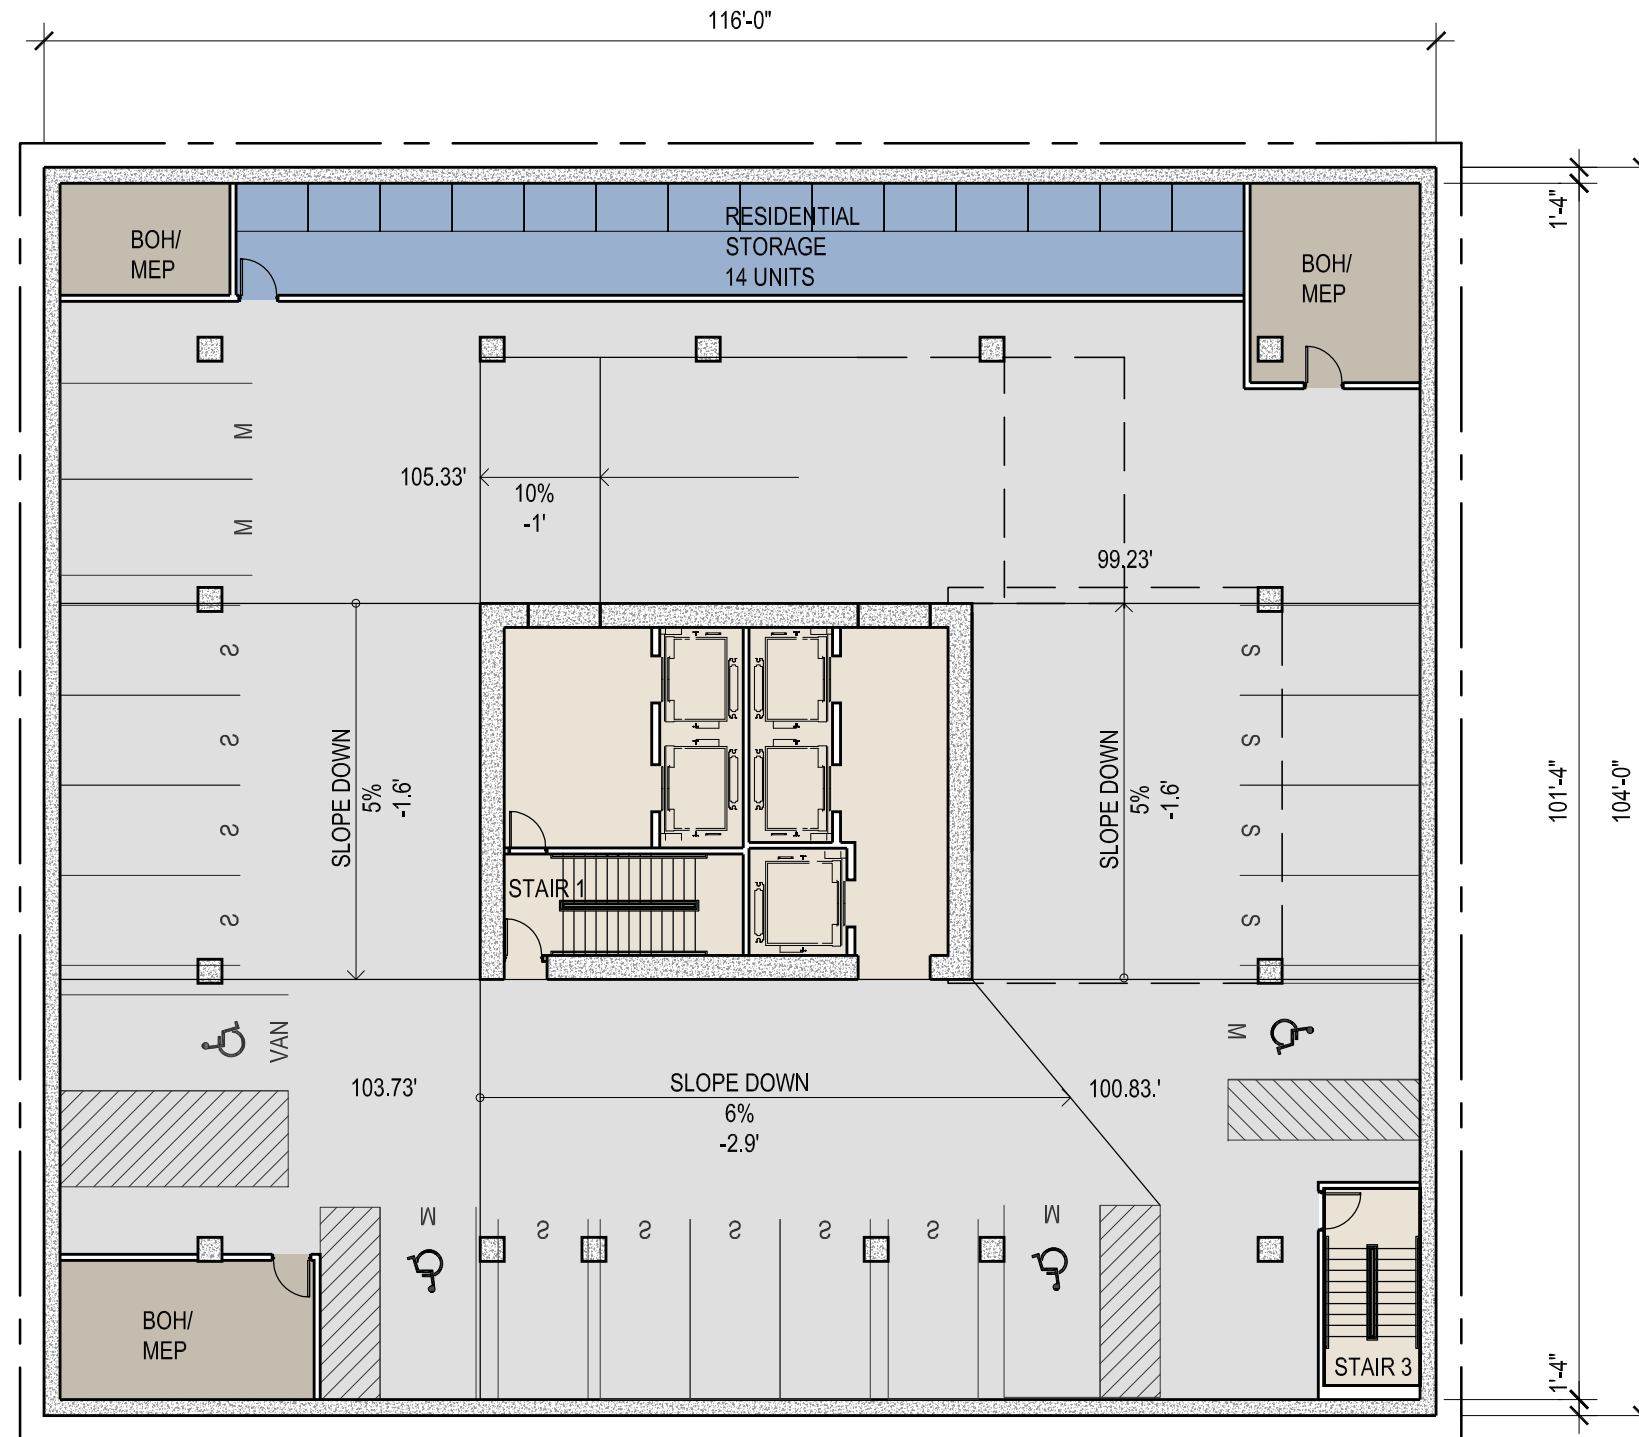 116'-0"
1'-4"
RESIDENTIAL
STORAGE
14 UNITS
BOH/
MEP
BOH/
MEP
M
105.33'
10%
-1'
M
99.23'
S
S
SLOPE DOWN
5%
-1.6'
SLOPE DOWN
5%
-1.6'
S
S
101'-4"
104'-0"
S
S
STAIR 1
S
S
VAN
M
103.73'
SLOPE DOWN
6%
-2.9'
100.83.'
M
S
S
S
S
S
M
BOH/
MEP
STAIR 3
1'-4"